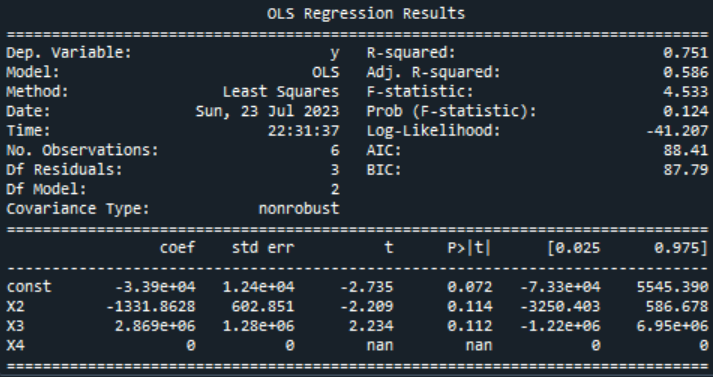 OLS Regression Results
==============================================================================
Dep. Variable: y R-squared: 0.751
Model: OLS Adj. R-squared: 0.586
Method: Least Squares F-statistic: 4.533
Date: Sun, 23 Jul 2023 Prob (F-statistic): 0.124
Time: 22:31:37 Log-Likelihood: -41.207
No. Observations: 6 AIC: 88.41
Df Residuals: 3 BIC: 87.79
Df Model: 2
Covariance Type: nonrobust
==============================================================================
coef std err t P>|t| [0.025 0.975]
------------------------------------------------------------------------------
const -3.39e+04 1.24e+04 -2.735 0.072 -7.33e+04 5545.390
X2 -1331.8628 602.851 -2.209 0.114 -3250.403 586.678
X3 2.869e+06 1.28e+06 2.234 0.112 -1.22e+06 6.95e+06
X4 0 0 nan nan 0 0
==============================================================================